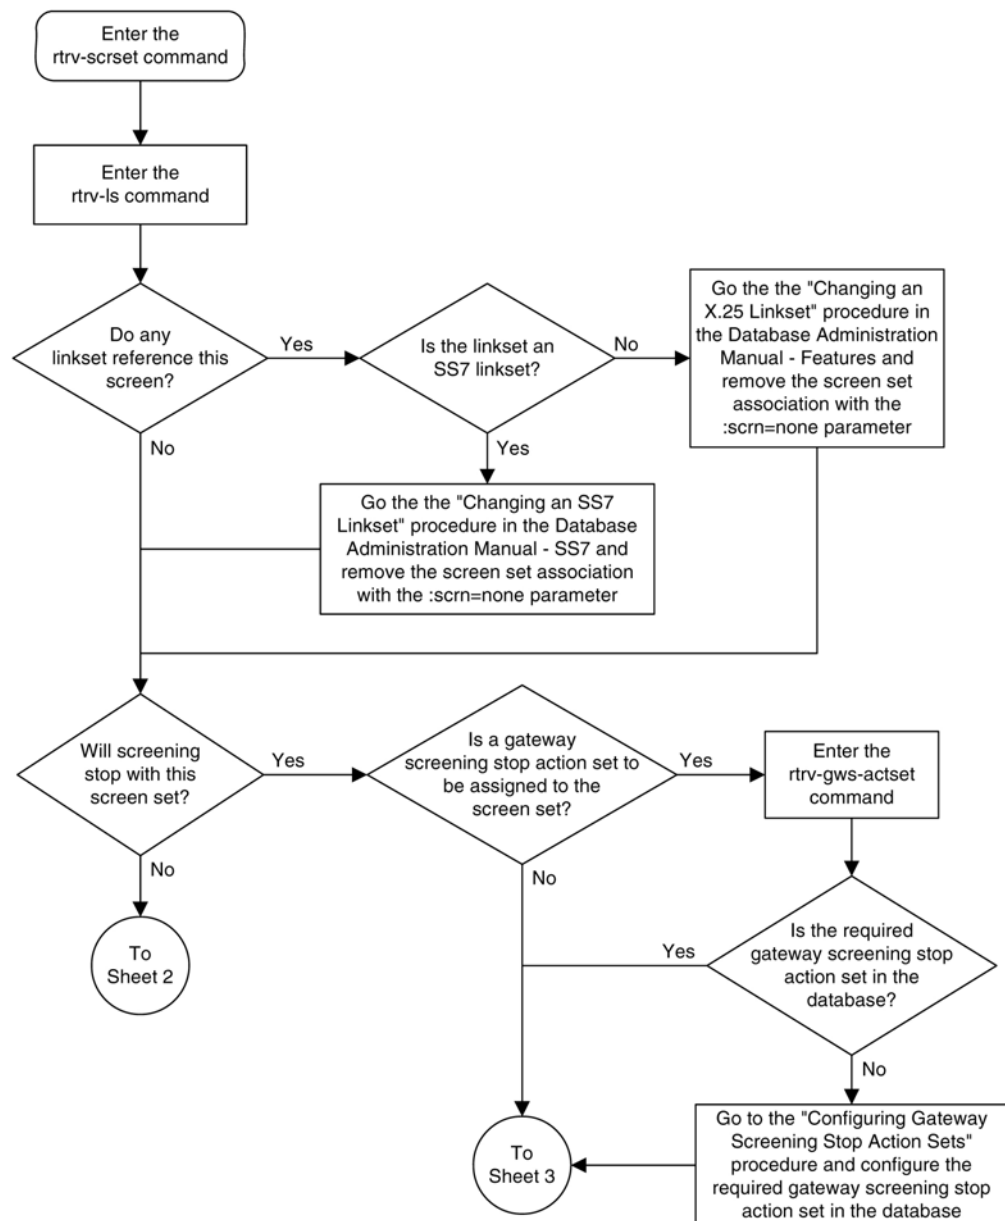 Enter the
rtrv-scrset command
Enter the
rtrv-ls command
Do any
linkset reference this
screen?
Yes
No
Is the linkset an
SS7 linkset?
No
Yes
Go the the "Changing an
X.25 Linkset" procedure in
the Database Administration
Manual - Features and
remove the screen set
association with the
:scrn=none parameter
Go the the "Changing an SS7
Linkset" procedure in the Database
Administration Manual - SS7 and
remove the screen set association
with the :scrn=none parameter
Will screening
stop with this
screen set?
Yes
No
Is a gateway
screening stop action set to
be assigned to the
screen set?
Yes
No
Enter the
rtrv-gws-actset
command
To
Sheet 2
Is the required
gateway screening stop
action set in the
database?
Yes
No
To
Sheet 3
Go to the "Configuring Gateway
Screening Stop Action Sets"
procedure and configure the
required gateway screening stop
action set in the database